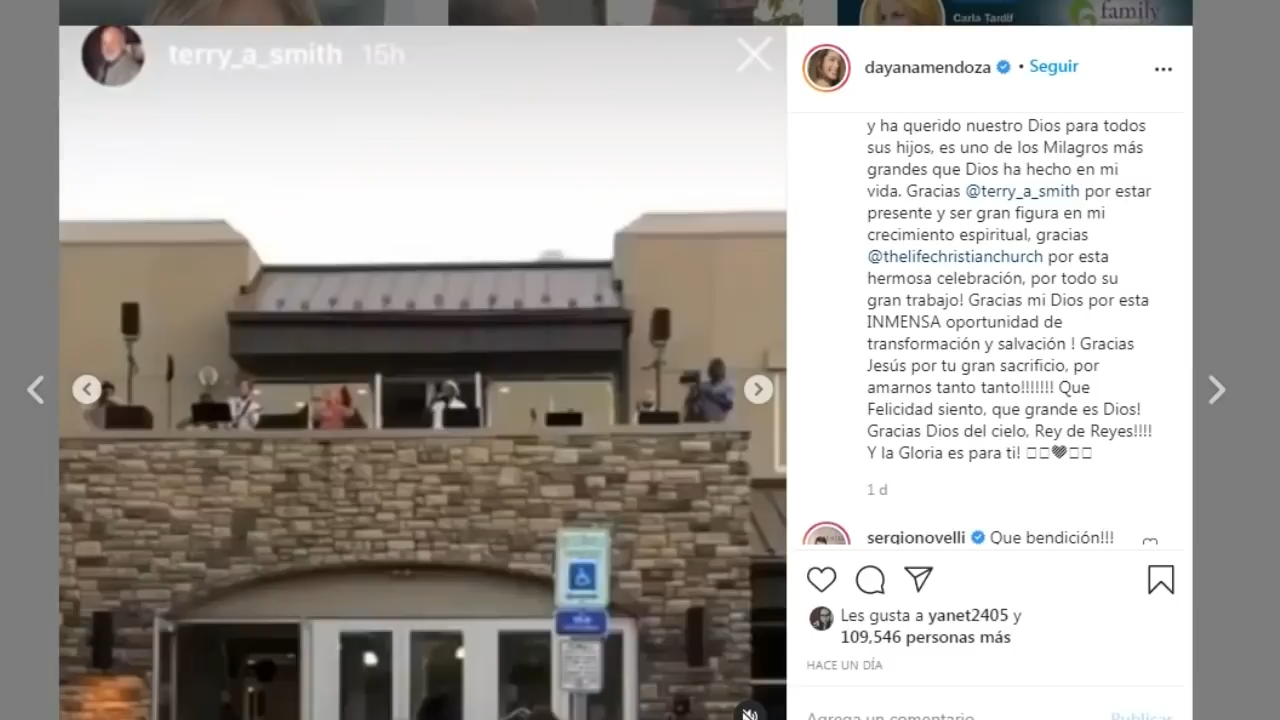 Carla Tardif
family
terry_a_smith 15h
dayanamendoza • Seguir
y ha querido nuestro Dios para todos
sus hijos, es uno de los Milagros más
grandes que Dios ha hecho en mi
vida. Gracias @terry_a_smith por estar
presente y ser gran figura en mi
crecimiento espiritual, gracias
@thelifechristianchurch por esta
hermosa celebración, por todo su
gran trabajo! Gracias mi Dios por esta
INMENSA oportunidad de
transformación y salvación ! Gracias
Jesús por tu gran sacrificio, por
amarnos tanto tanto!!!!!!! Que
Felicidad siento, que grande es Dios!
Gracias Dios del cielo, Rey de Reyes!!!!
Y la Gloria es para ti!
1 d
sergionovelli Que bendición!!!
Les gusta a yanet2405 y
109,546 personas más
HACE UN DÍA
Agrega un comentario
Publicar